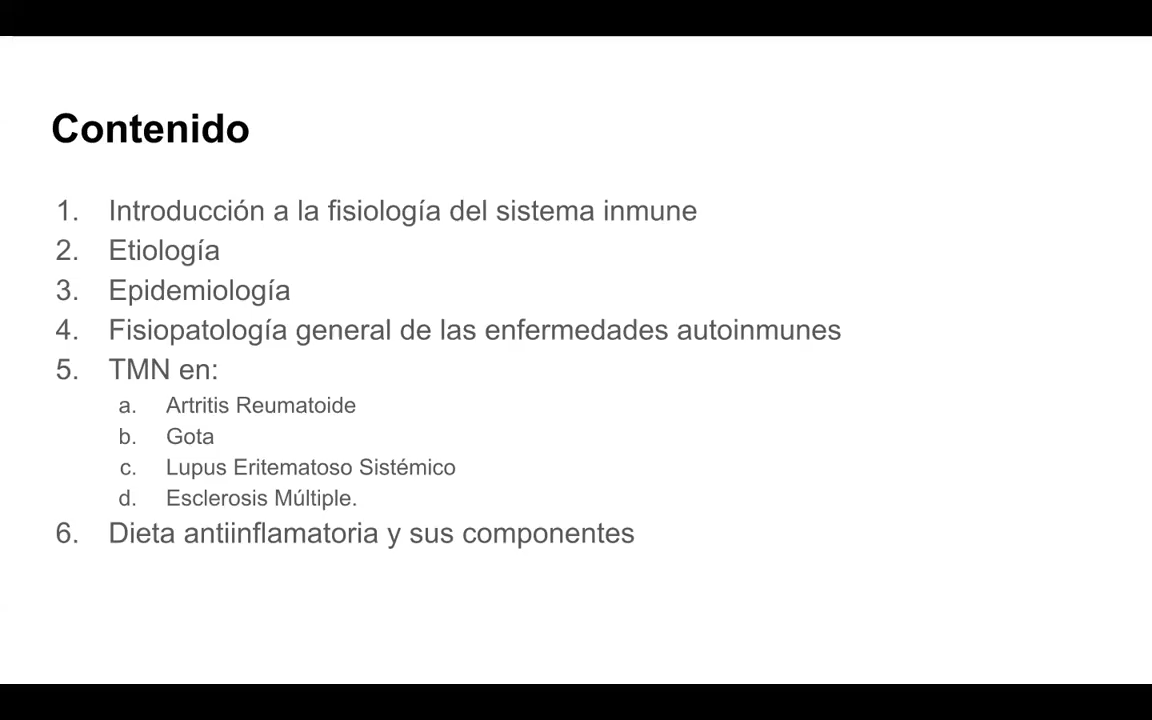 Contenido
1. Introducción a la fisiología del sistema inmune
2. Etiología
3. Epidemiología
4. Fisiopatología general de las enfermedades autoinmunes
5. TMN en:
a. Artritis Reumatoide
b. Gota
c. Lupus Eritematoso Sistémico
d. Esclerosis Múltiple.
6. Dieta antiinflamatoria y sus componentes